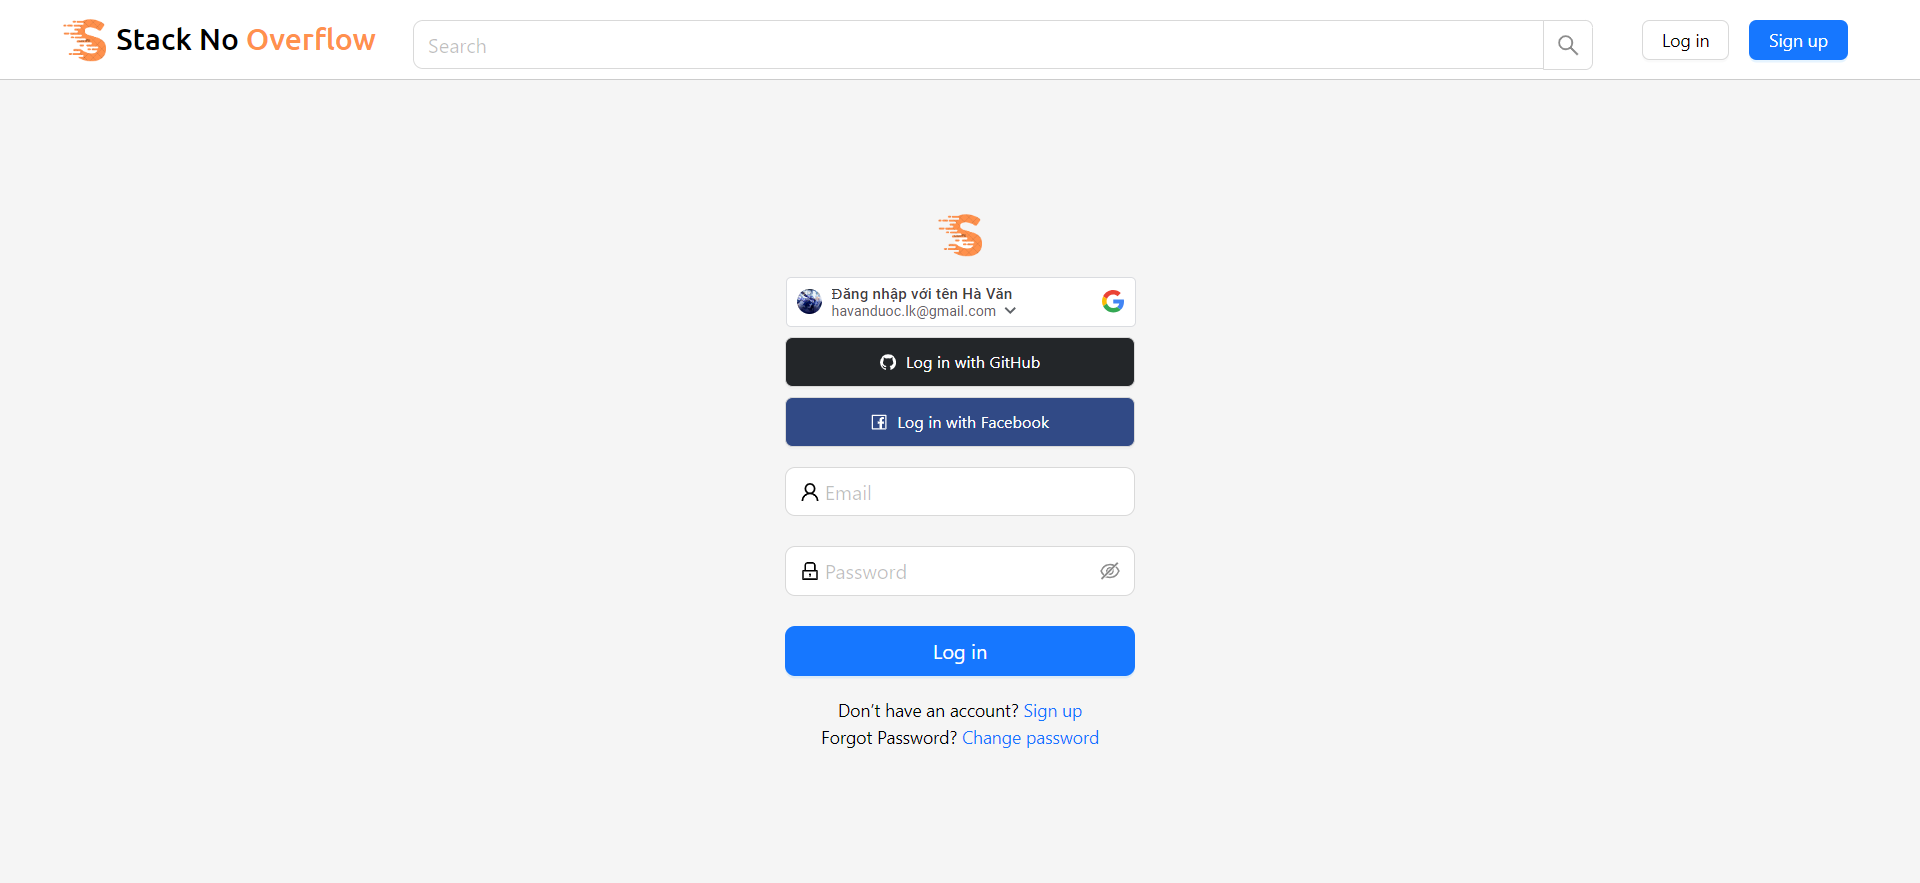 Stack No Overflow
Search
Log in
Sign up
Đăng nhập với tên Hà Văn
havanduoc.lk@gmail.com
Log in with GitHub
Log in with Facebook
Email
Password
Log in
Don't have an account? Sign up
Forgot Password? Change password